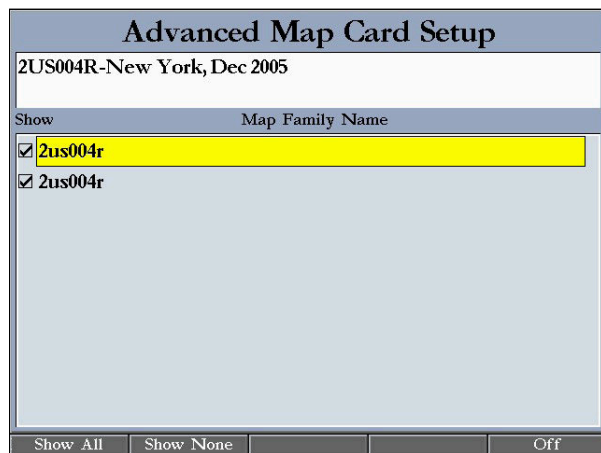 Advanced Map Card Setup
2US004R-New York, Dec 2005
Show Map Family Name
2us004r
2us004r
Show All Show None Off